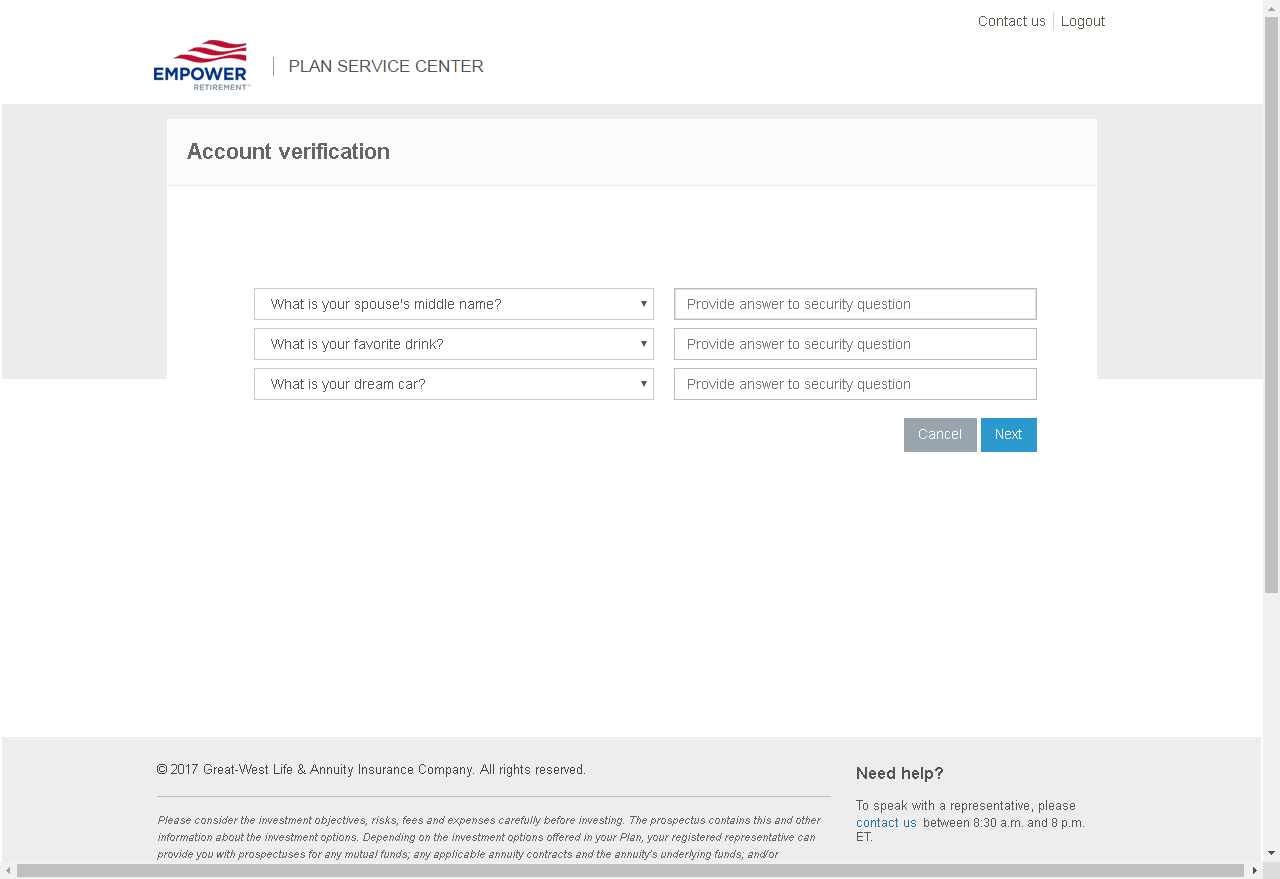 Contact us
Logout
EMPOWER
RETIREMENT™
PLAN SERVICE CENTER
Account verification
What is your spouse's middle name?
Provide answer to security question
What is your favorite drink?
Provide answer to security question
What is your dream car?
Provide answer to security question
Cancel
Next
© 2017 Great-West Life & Annuity Insurance Company. All rights reserved.
Please consider the investment objectives, risks, fees and expenses carefully before investing. The prospectus contains this and other
information about the investment options. Depending on the investment options offered in your Plan, your registered representative can
provide you with prospectuses for any mutual funds; any applicable annuity contracts and the annuity's underlying funds; and/or
Need help?
To speak with a representative, please
contact us between 8:30 a.m. and 8 p.m.
ET.